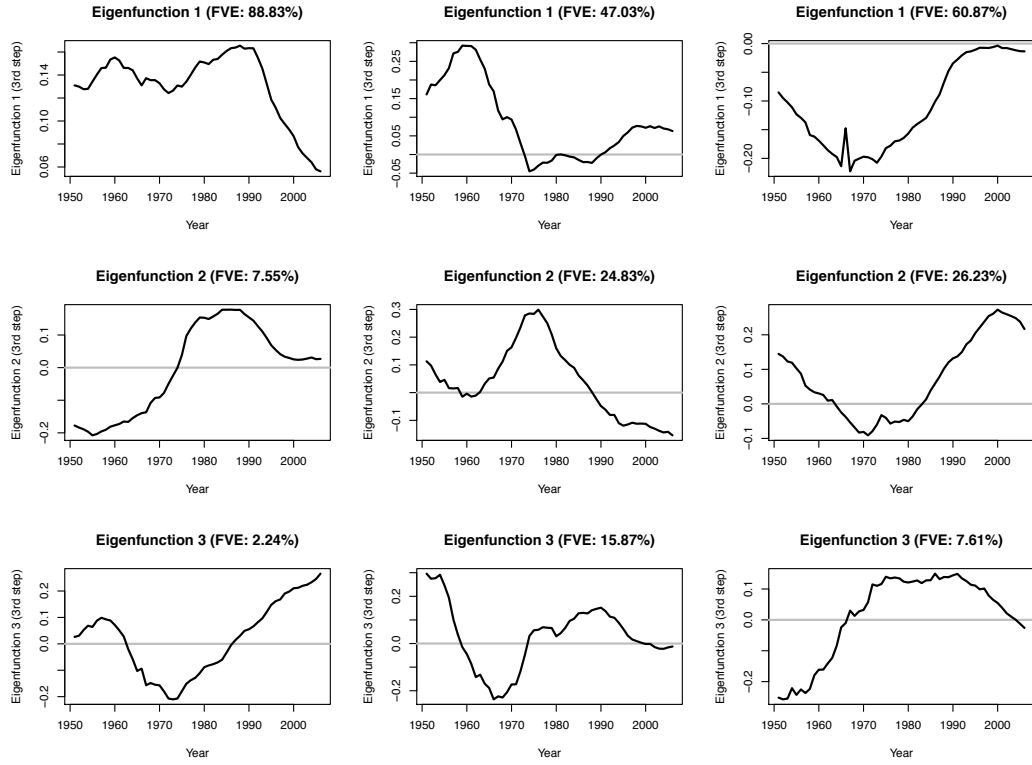 Eigenfunction 1 (FVE: 88.83%)
Eigenfunction 1 (3rd step)
0.06 0.10 0.14
1950 1960 1970 1980 1990 2000
Year
Eigenfunction 1 (FVE: 47.03%)
Eigenfunction 1 (3rd step)
−0.05 0.05 0.15 0.25
1950 1960 1970 1980 1990 2000
Year
Eigenfunction 1 (FVE: 60.87%)
Eigenfunction 1 (3rd step)
−0.20 −0.10 0.00
1950 1960 1970 1980 1990 2000
Year
Eigenfunction 2 (FVE: 7.55%)
Eigenfunction 2 (3rd step)
−0.2 0.0 0.1
1950 1960 1970 1980 1990 2000
Year
Eigenfunction 2 (FVE: 24.83%)
Eigenfunction 2 (3rd step)
−0.1 0.1 0.2 0.3
1950 1960 1970 1980 1990 2000
Year
Eigenfunction 2 (FVE: 26.23%)
Eigenfunction 2 (3rd step)
−0.1 0.0 0.1 0.2
1950 1960 1970 1980 1990 2000
Year
Eigenfunction 3 (FVE: 2.24%)
Eigenfunction 3 (3rd step)
−0.2 0.0 0.1 0.2
1950 1960 1970 1980 1990 2000
Year
Eigenfunction 3 (FVE: 15.87%)
Eigenfunction 3 (3rd step)
−0.2 0.0 0.1 0.2
1950 1960 1970 1980 1990 2000
Year
Eigenfunction 3 (FVE: 7.61%)
Eigenfunction 3 (3rd step)
−0.2 0.0 0.1
1950 1960 1970 1980 1990 2000
Year